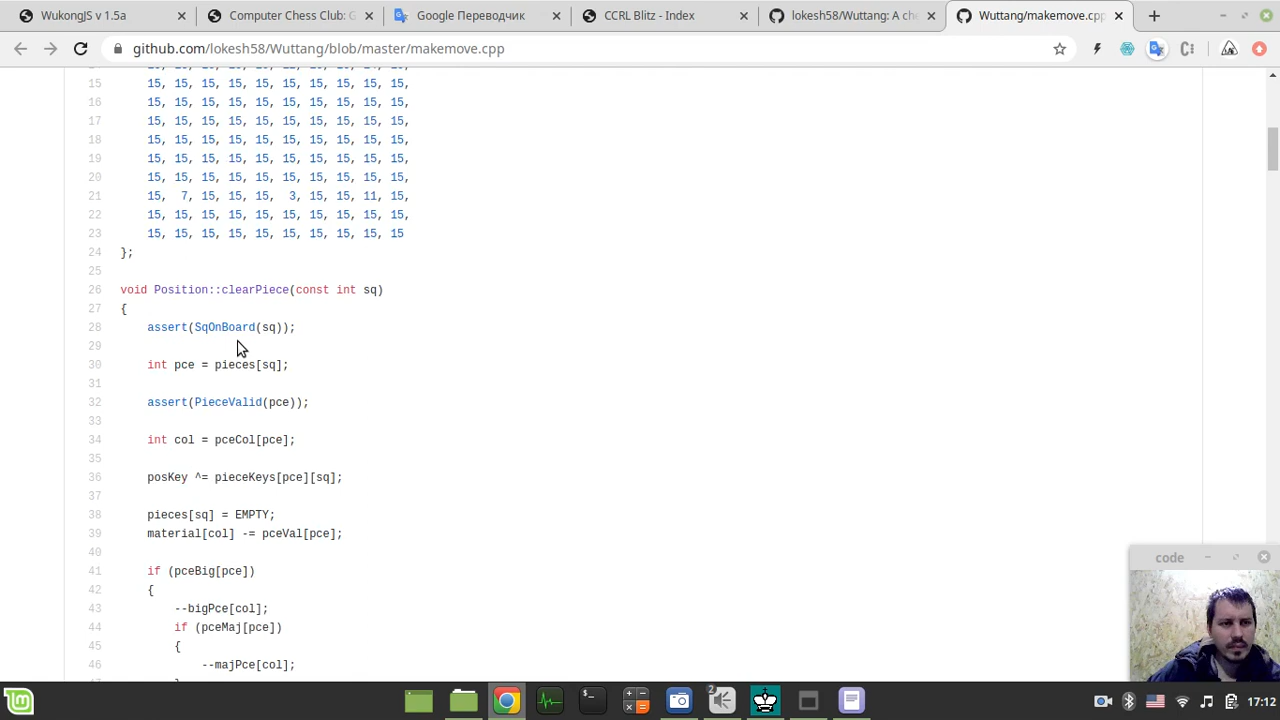 WukongJS v 1.5a
Computer Chess Club: G
Google Переводчик
CCRL Blitz - Index
lokesh58/Wuttang: A che
Wuttang/makemove.cpp
github.com/lokesh58/Wuttang/blob/master/makemove.cpp
15 15, 15, 15, 15, 15, 15, 15, 15, 15, 15,
16 15, 15, 15, 15, 15, 15, 15, 15, 15, 15,
17 15, 15, 15, 15, 15, 15, 15, 15, 15, 15,
18 15, 15, 15, 15, 15, 15, 15, 15, 15, 15,
19 15, 15, 15, 15, 15, 15, 15, 15, 15, 15,
20 15, 15, 15, 15, 15, 15, 15, 15, 15, 15,
21 15, 7, 15, 15, 15, 3, 15, 15, 11, 15,
22 15, 15, 15, 15, 15, 15, 15, 15, 15, 15,
23 15, 15, 15, 15, 15, 15, 15, 15, 15, 15
24 };
25
26 void Position::clearPiece(const int sq)
27 {
28 assert(SqOnBoard(sq));
29
30 int pce = pieces[sq];
31
32 assert(PieceValid(pce));
33
34 int col = pceCol[pce];
35
36 posKey ^= pieceKeys[pce][sq];
37
38 pieces[sq] = EMPTY;
39 material[col] -= pceVal[pce];
40
41 if (pceBig[pce])
42 {
43 --bigPce[col];
44 if (pceMaj[pce])
45 {
46 --majPce[col];
code
2
17:12